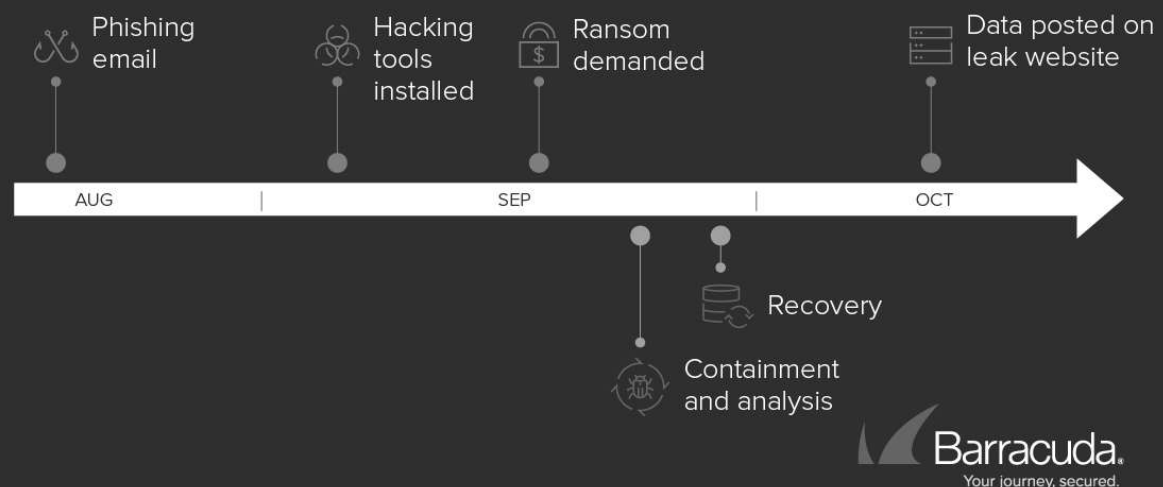 Phishing
email
Hacking
tools
installed
$
Ransom
demanded
Data posted on
leak website
AUG
SEP
OCT
Recovery
Containment
and analysis
Barracuda®
Your journey, secured.